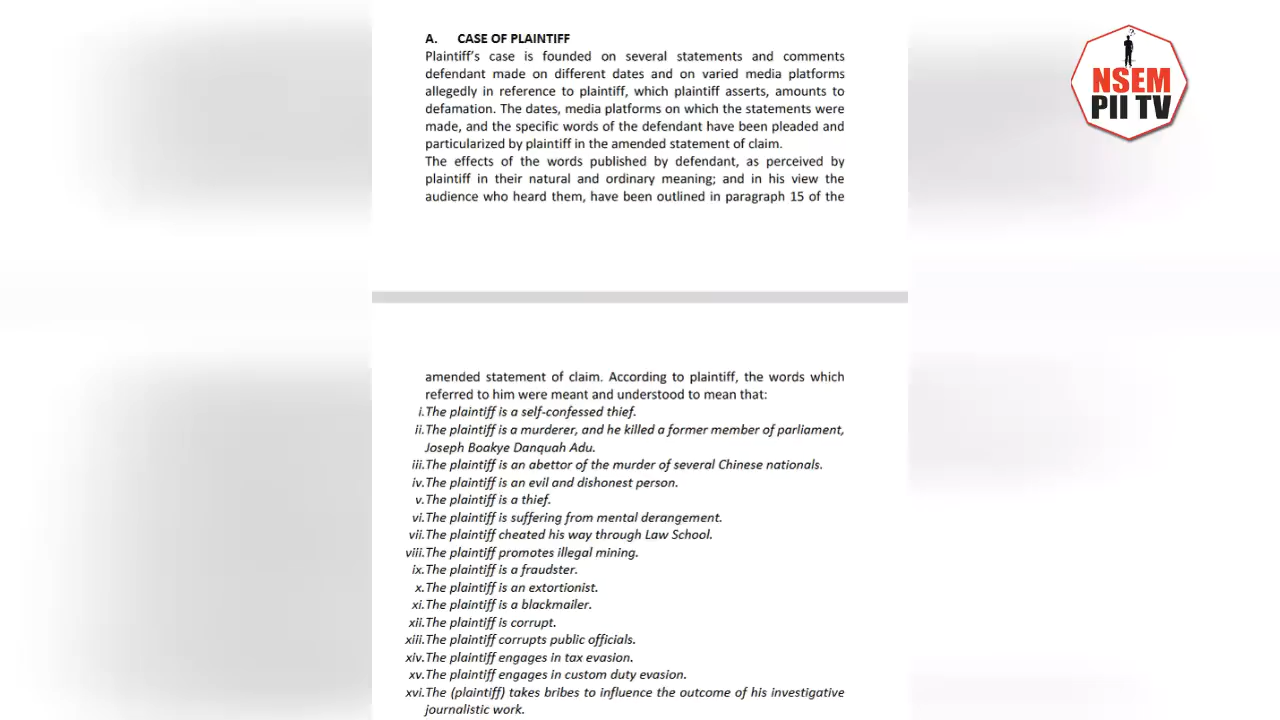 A. CASE OF PLAINTIFF
Plaintiff's case is founded on several statements and comments
defendant made on different dates and on varied media platforms
allegedly in reference to plaintiff, which plaintiff asserts, amounts to
defamation. The dates, media platforms on which the statements were
made, and the specific words of the defendant have been pleaded and
particularized by plaintiff in the amended statement of claim.
The effects of the words published by defendant, as perceived by
plaintiff in their natural and ordinary meaning; and in his view the
audience who heard them, have been outlined in paragraph 15 of the
amended statement of claim. According to plaintiff, the words which
referred to him were meant and understood to mean that:
i. The plaintiff is a self-confessed thief.
ii. The plaintiff is a murderer, and he killed a former member of parliament,
Joseph Boakye Danquah Adu.
iii. The plaintiff is an abettor of the murder of several Chinese nationals.
iv. The plaintiff is an evil and dishonest person.
v. The plaintiff is a thief.
vi. The plaintiff is suffering from mental derangement.
vii. The plaintiff cheated his way through Law School.
viii. The plaintiff promotes illegal mining.
ix. The plaintiff is a fraudster.
x. The plaintiff is an extortionist.
xi. The plaintiff is a blackmailer.
xii. The plaintiff is corrupt.
xiii. The plaintiff corrupts public officials.
xiv. The plaintiff engages in tax evasion.
xv. The plaintiff engages in custom duty evasion.
xvi. The (plaintiff) takes bribes to influence the outcome of his investigative
journalistic work.
NSEM
PII TV